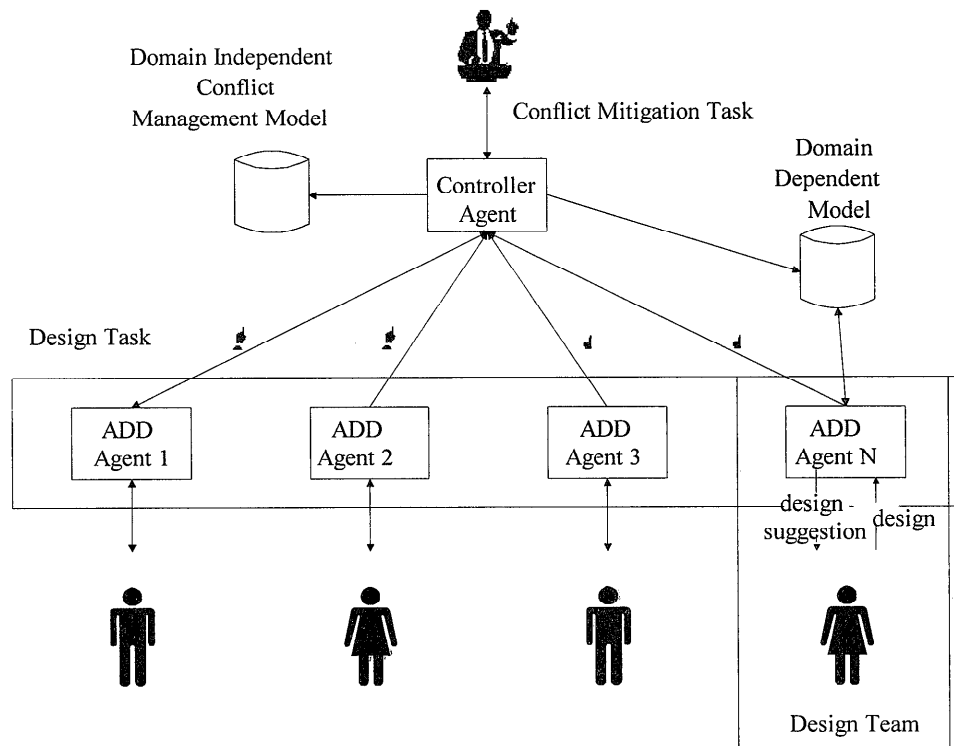 Domain Independent
Conflict
Management Model
Conflict Mitigation Task
Domain
Dependent
Model
Controller
Agent
Design Task
ADD
Agent 1
ADD
Agent 2
ADD
Agent 3
ADD
Agent N
design
suggestion
design
Design Team